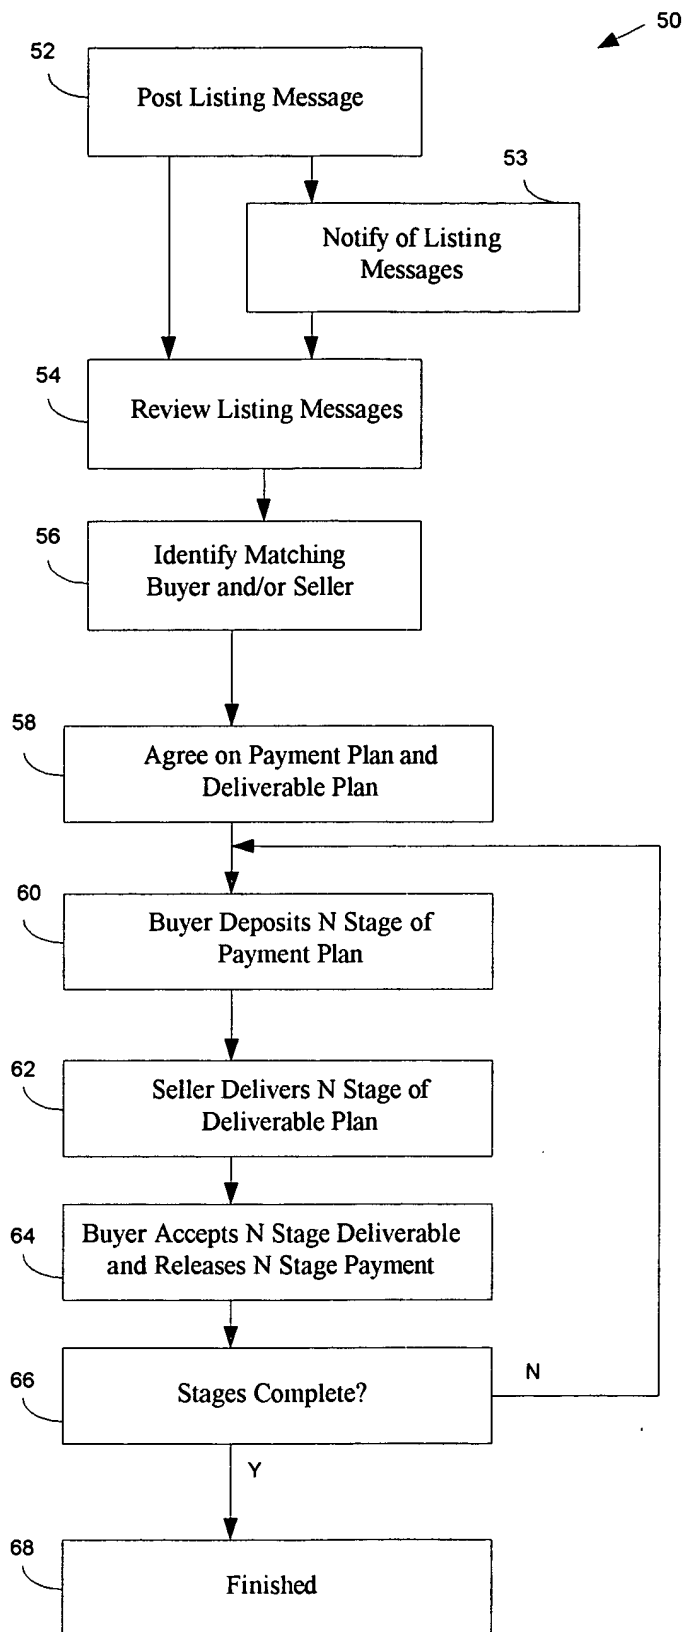 50
52
Post Listing Message
53
Notify of Listing
Messages
54
Review Listing Messages
56
Identify Matching
Buyer and/or Seller
58
Agree on Payment Plan and
Deliverable Plan
60
Buyer Deposits N Stage of
Payment Plan
62
Seller Delivers N Stage of
Deliverable Plan
64
Buyer Accepts N Stage Deliverable
and Releases N Stage Payment
66
Stages Complete?
N
Y
68
Finished